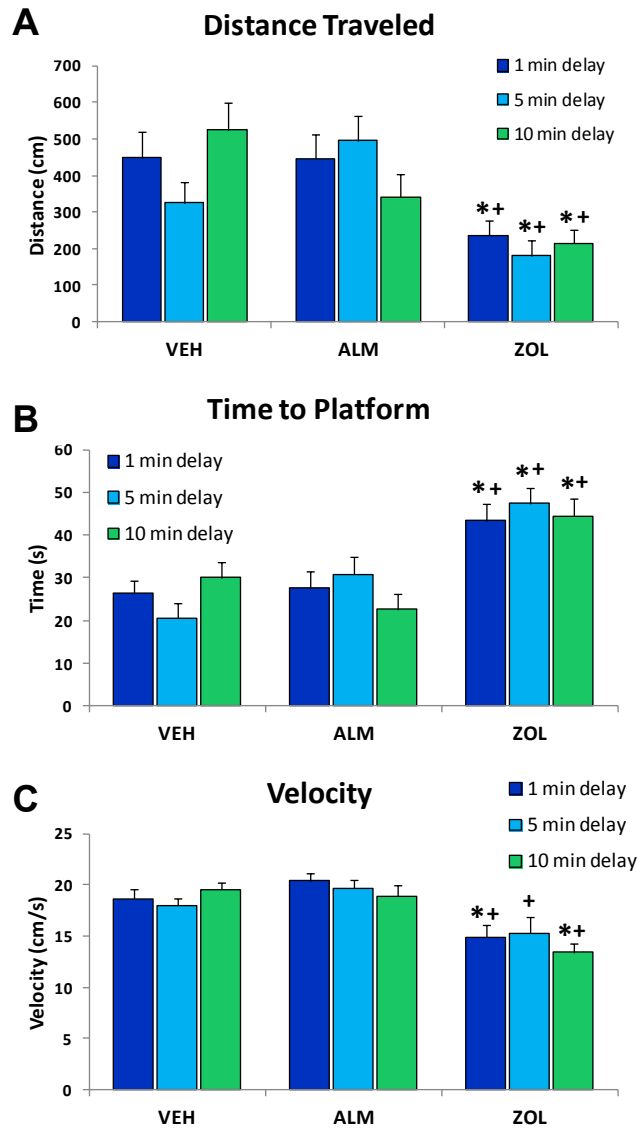 A
Distance Traveled
700
600
500
400
300
200
100
0
Distance (cm)
1 min delay
5 min delay
10 min delay
*+ *+ *+
VEH ALM ZOL
B
Time to Platform
60
50
40
30
20
10
0
Time (s)
1 min delay
5 min delay
10 min delay
*+ *+ *+
VEH ALM ZOL
C
Velocity
25
20
15
10
5
0
Velocity (cm/s)
1 min delay
5 min delay
10 min delay
*+ + *+
VEH ALM ZOL